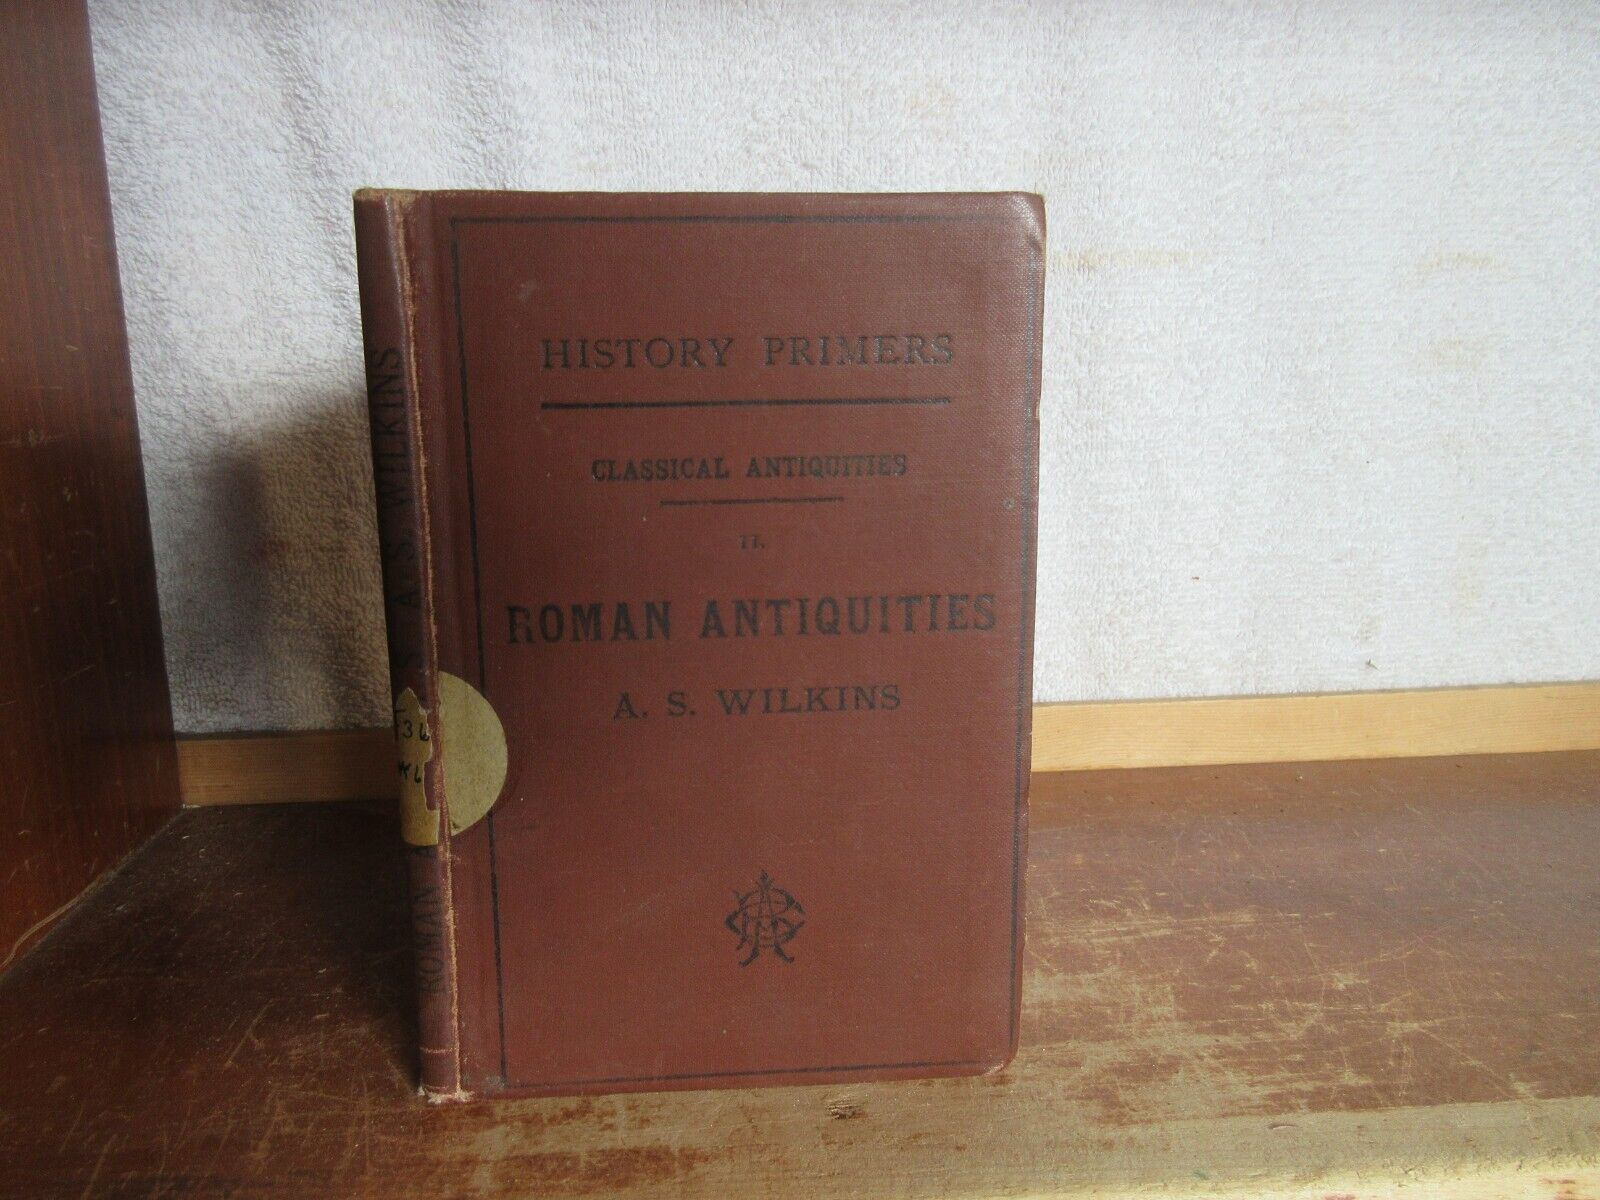 HISTORY PRIMERS
CLASSICAL ANTIQUITIES
II.
ROMAN ANTIQUITIES
A. S. WILKINS
ROMAN
A. S. WILKINS